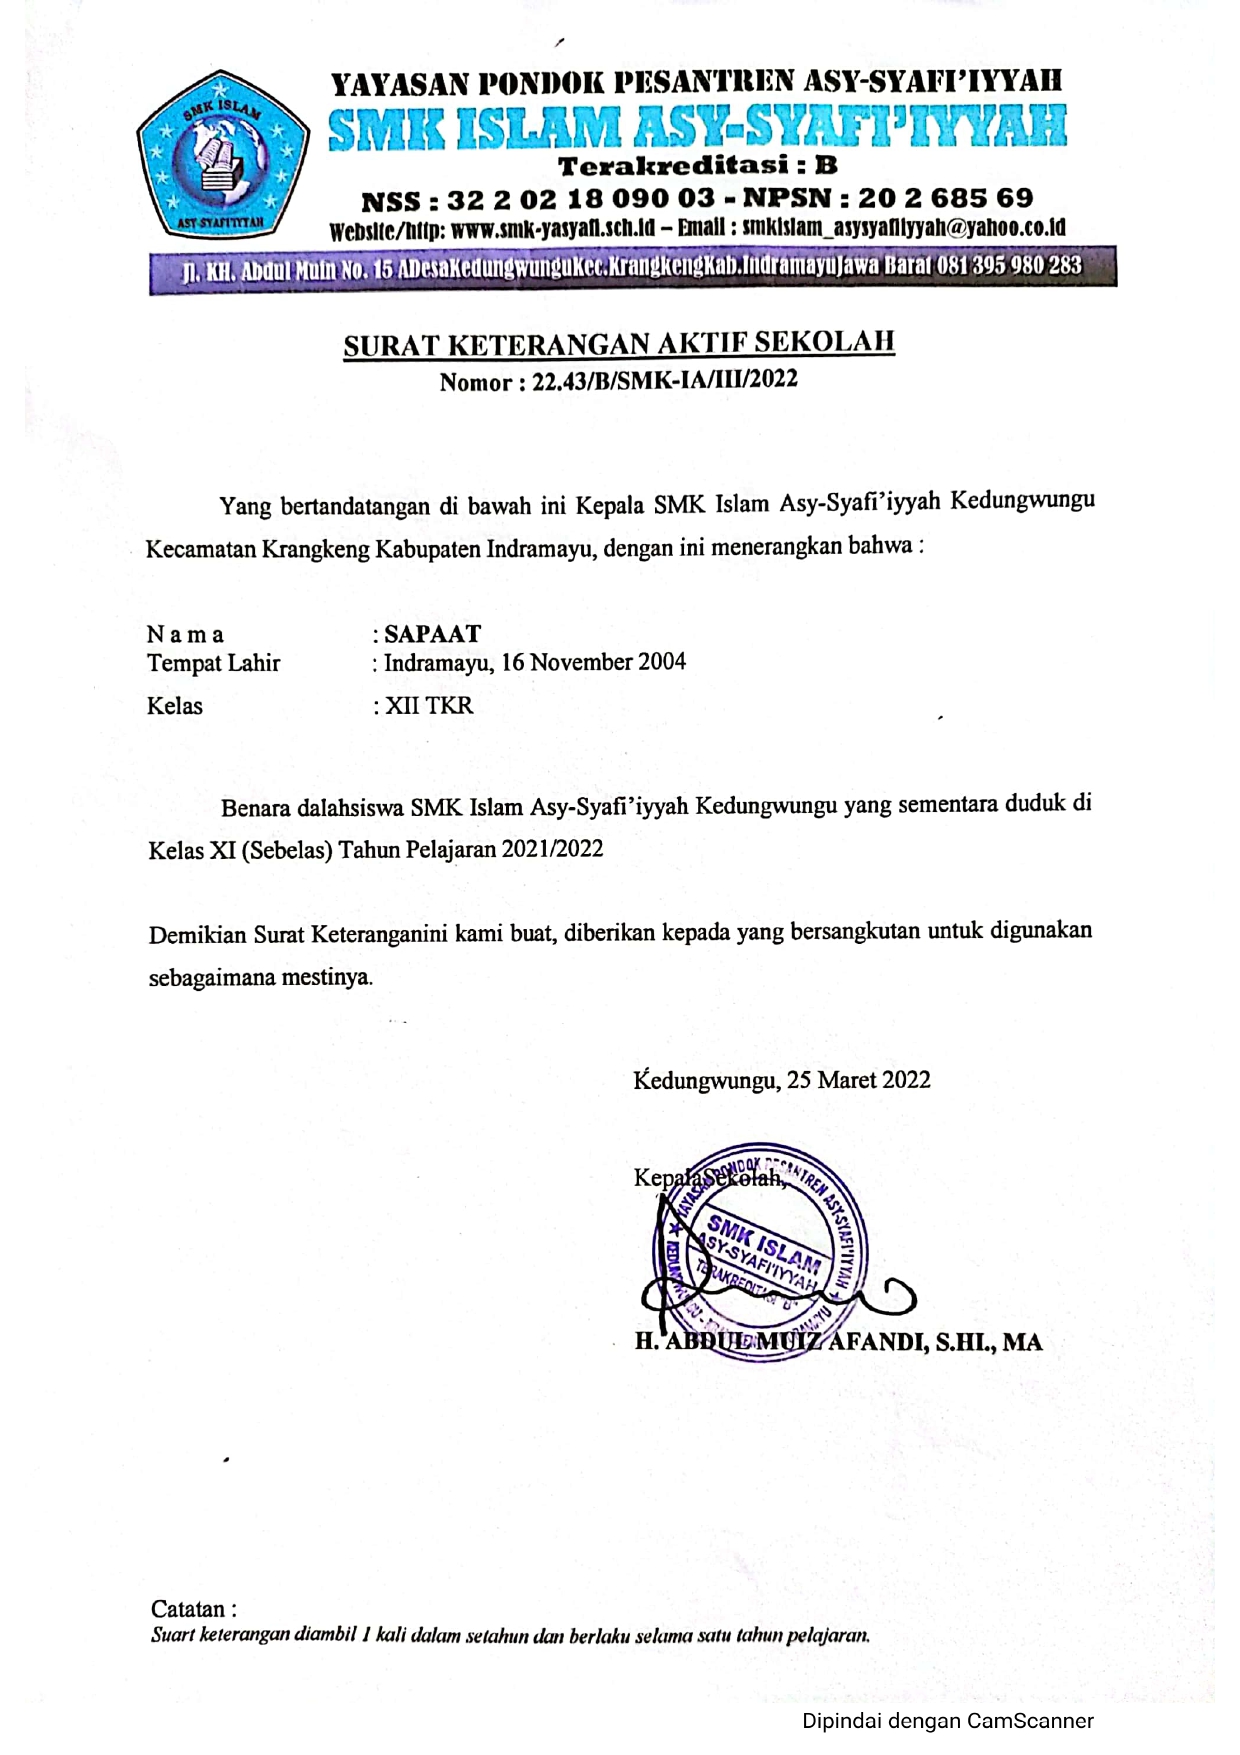 YAYASAN PONDOK PESANTREN ASY-SYAFI'IYYAH
SMK ISLAM ASY-SYAFI'IYYAH
Terakreditasi : B
NSS : 32 2 02 18 090 03 - NPSN : 20 2 685 69
Website/http: www.smk-yasyafi.sch.id – Email : smkislam_asysyafiiyyah@yahoo.co.id
Jl. KH. Abdul Muin No. 15 ADesaKedungwunguKec.KrangkengKab.IndramayuJawa Barat 081 395 980 283
SMK ISLAM
ASY-SYAFI'IYYAH
SURAT KETERANGAN AKTIF SEKOLAH
Nomor : 22.43/B/SMK-IA/III/2022
Yang bertandatangan di bawah ini Kepala SMK Islam Asy-Syafi'iyyah Kedungwungu
Kecamatan Krangkeng Kabupaten Indramayu, dengan ini menerangkan bahwa :
N a m a : SAPAAT
Tempat Lahir : Indramayu, 16 November 2004
Kelas : XII TKR
Benara dalahsiswa SMK Islam Asy-Syafi'iyyah Kedungwungu yang sementara duduk di
Kelas XI (Sebelas) Tahun Pelajaran 2021/2022
Demikian Surat Keteranganini kami buat, diberikan kepada yang bersangkutan untuk digunakan
sebagaimana mestinya.
Kedungwungu, 25 Maret 2022
KepalaSekolah,
YAYASAN PONDOK PESANTREN ASY-SYAFI'IYYAH
SMK ISLAM
ASY-SYAFI'IYYAH
TERAKREDITASI "B"
H. ABDUL MUIZ AFANDI, S.HI., MA
Catatan :
Suart keterangan diambil 1 kali dalam setahun dan berlaku selama satu tahun pelajaran.
Dipindai dengan CamScanner